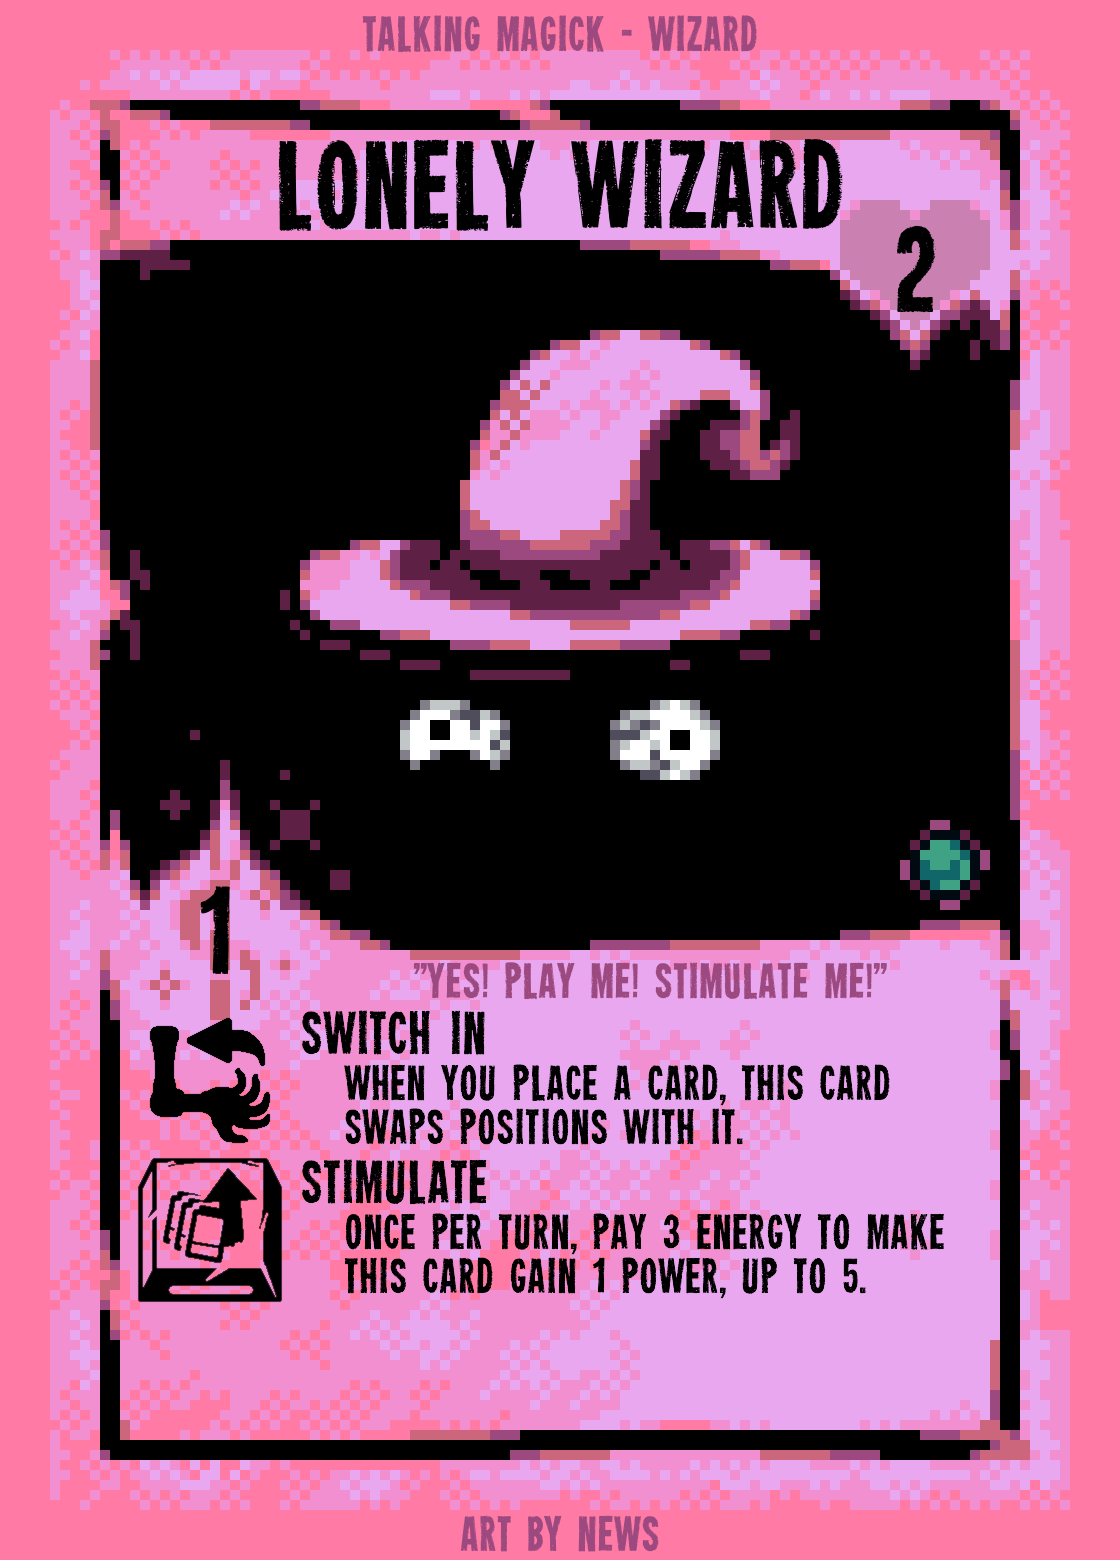 TALKING MAGICK - WIZARD
LONELY WIZARD
2
1
"YES! PLAY ME! STIMULATE ME!"
SWITCH IN
WHEN YOU PLACE A CARD, THIS CARD
SWAPS POSITIONS WITH IT.
STIMULATE
ONCE PER TURN, PAY 3 ENERGY TO MAKE
THIS CARD GAIN 1 POWER, UP TO 5.
ART BY NEWS